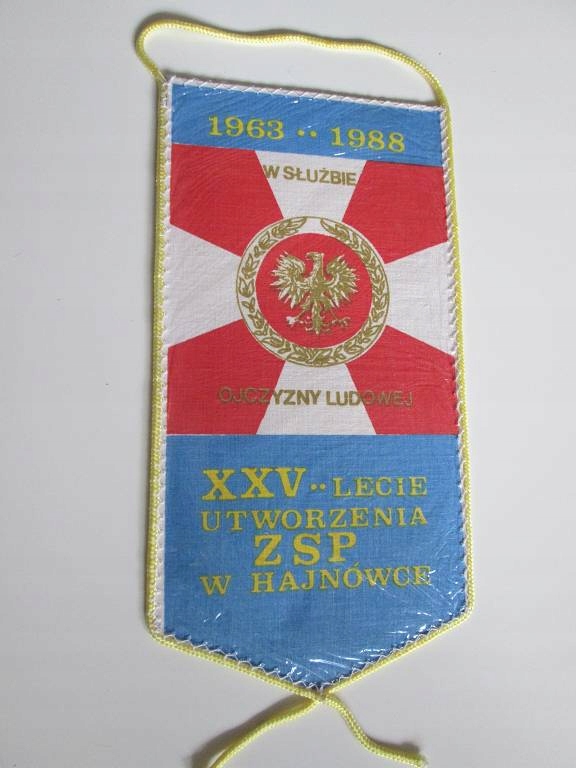 1963 ·· 1988
W SŁUŻBIE
OJCZYZNY LUDOWEJ
XXV ·· LECIE
UTWORZENIA
ZSP
W HAJNÓWCE